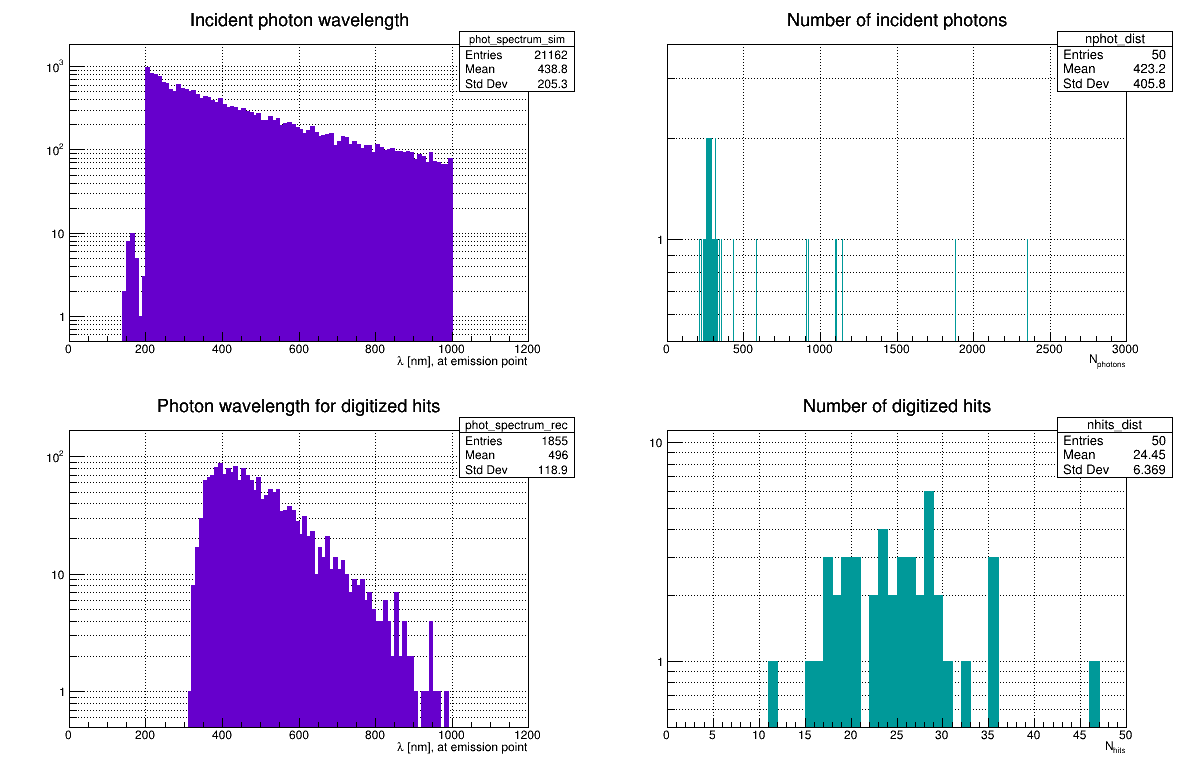 Incident photon wavelength
phot_spectrum_sim
Entries 21162
Mean 438.8
Std Dev 205.3
10³
10²
10
1
0 200 400 600 800 1000 1200
λ [nm], at emission point
Number of incident photons
nphot_dist
Entries 50
Mean 423.2
Std Dev 405.8
1
0 500 1000 1500 2000 2500 3000
Nphotons
Photon wavelength for digitized hits
phot_spectrum_rec
Entries 1855
Mean 496
Std Dev 118.9
10²
10
1
0 200 400 600 800 1000 1200
λ [nm], at emission point
Number of digitized hits
nhits_dist
Entries 50
Mean 24.45
Std Dev 6.369
10
1
0 5 10 15 20 25 30 35 40 45 50
Nhits